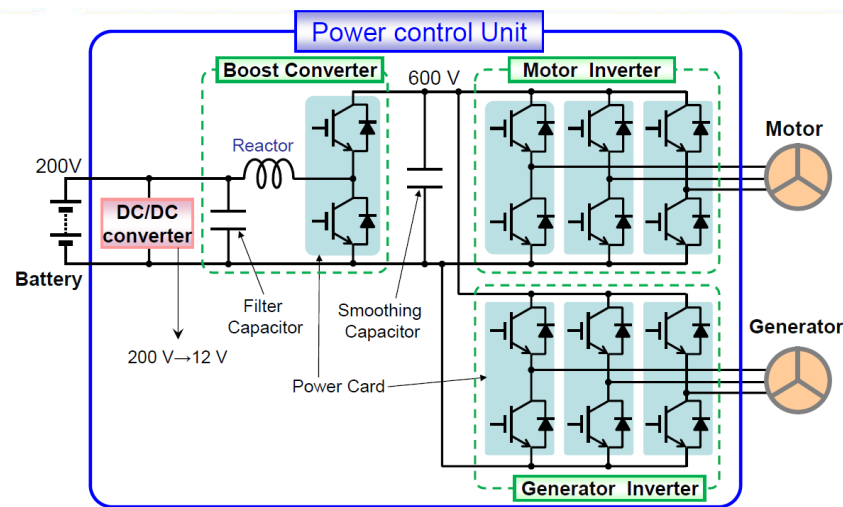 Power control Unit
Boost Converter
600 V
Motor Inverter
Motor
Reactor
200V
DC/DC
converter
Battery
Filter
Capacitor
Smoothing
Capacitor
Generator
200 V→12 V
Power Card
Generator Inverter